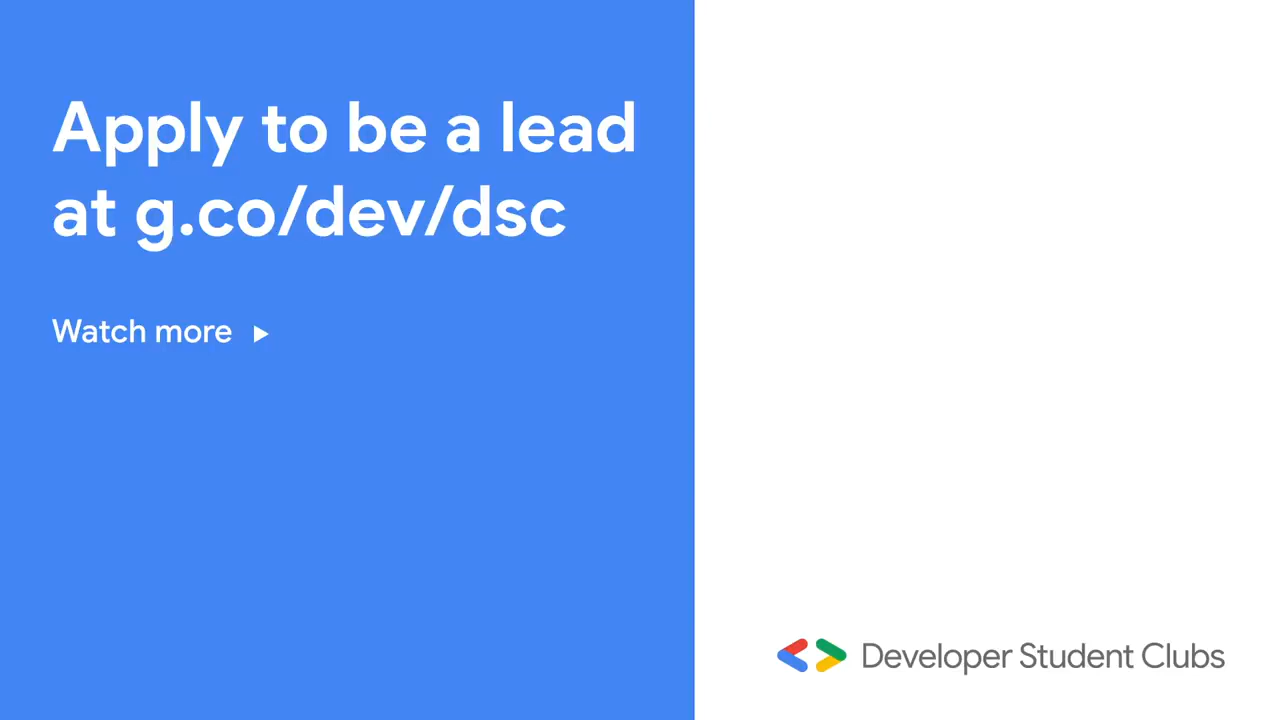 Apply to be a lead
at g.co/dev/dsc
Watch more
Developer Student Clubs